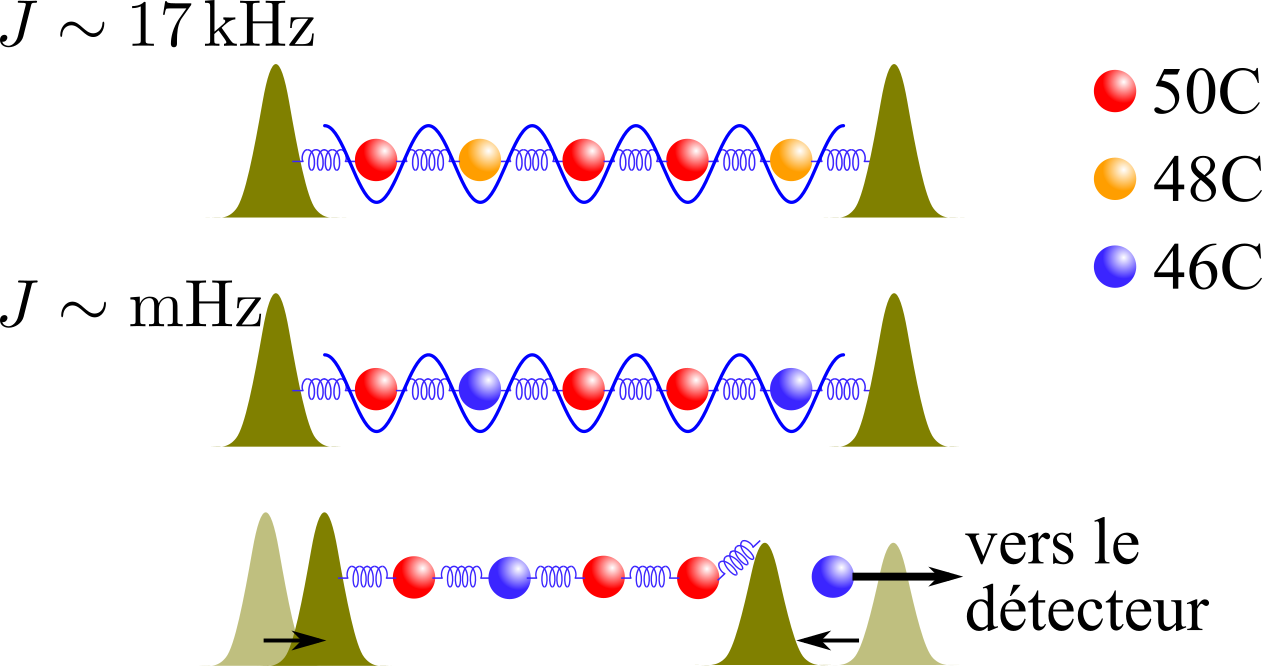 J ∼ 17 kHz
50C
48C
46C
J ∼ mHz
vers le
détecteur